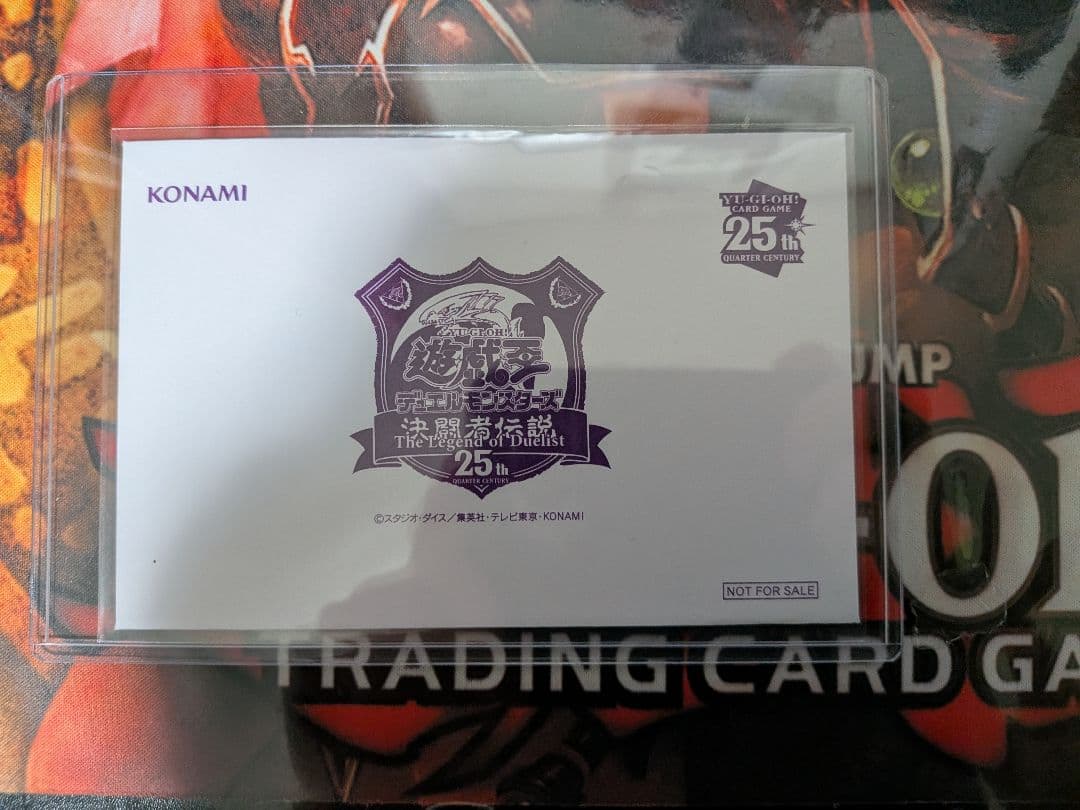 KONAMI
YU-GI-OH!
CARD GAME
25th
QUARTER CENTURY
YU-GI-OH!
遊戯王
デュエルモンスターズ
決闘者伝説
The Legend of Duelist
25th
QUARTER CENTURY
©スタジオ・ダイス/集英社・テレビ東京・KONAMI
NOT FOR SALE
TRADING CARD GA